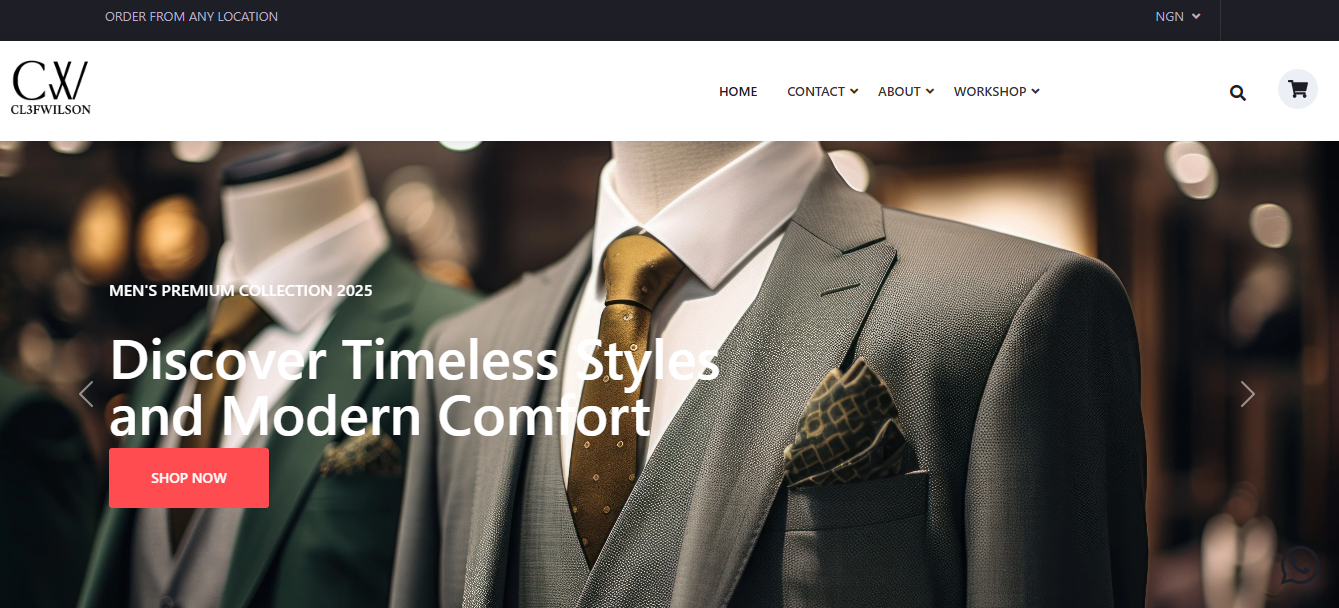 ORDER FROM ANY LOCATION
NGN
CW
CL3FWILSON
HOME
CONTACT
ABOUT
WORKSHOP
MEN'S PREMIUM COLLECTION 2025
Discover Timeless Styles
and Modern Comfort
SHOP NOW